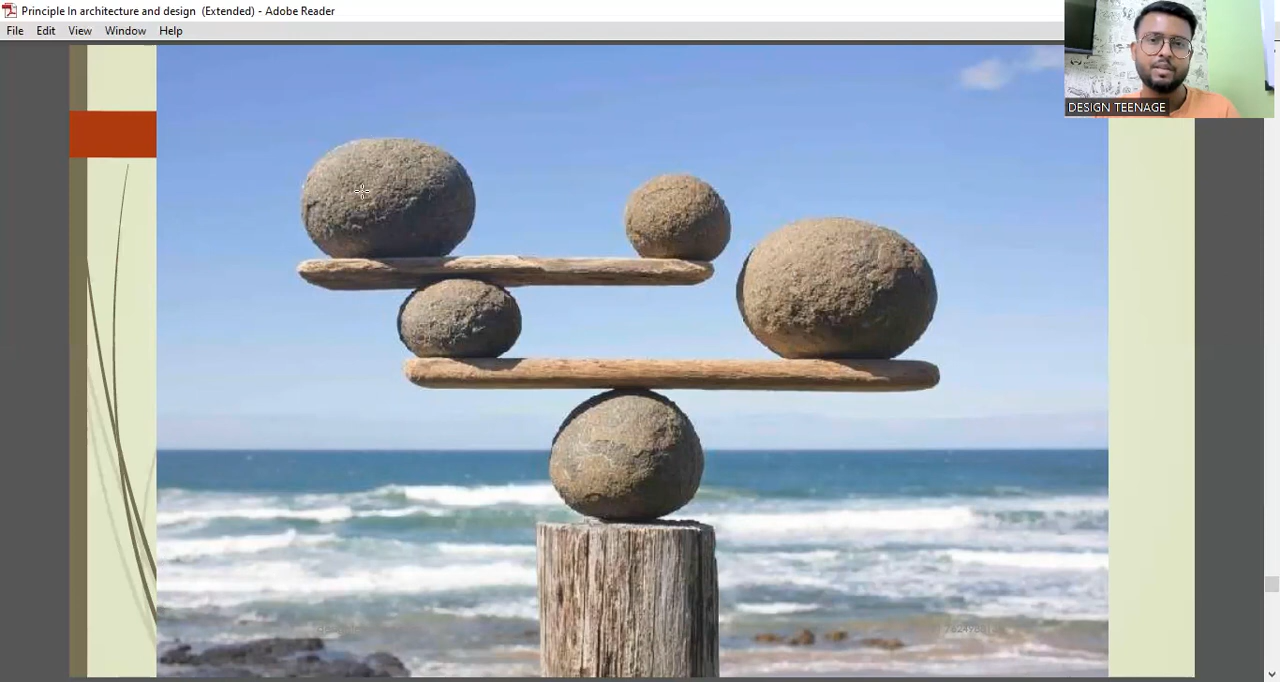 Principle In architecture and design  (Extended) - Adobe Reader
File Edit View Window Help
DESIGN TEENAGE